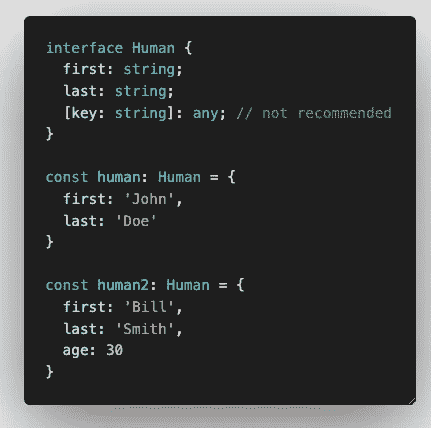 interface Human {
  first: string;
  last: string;
  [key: string]: any; // not recommended
}

const human: Human = {
  first: 'John',
  last: 'Doe'
}

const human2: Human = {
  first: 'Bill',
  last: 'Smith',
  age: 30
}